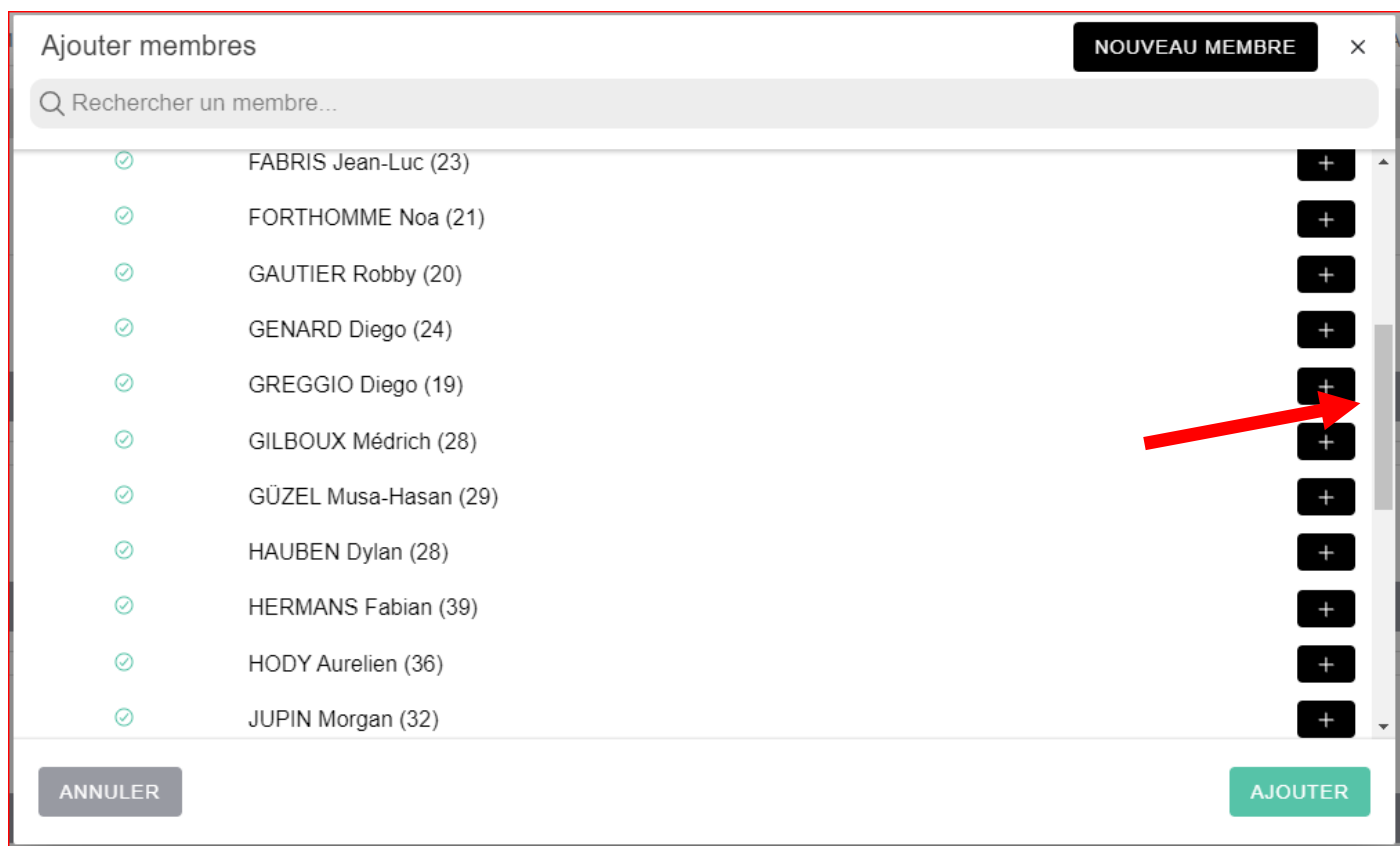 Ajouter membres
NOUVEAU MEMBRE
Rechercher un membre...
FABRIS Jean-Luc (23)
FORTHOMME Noa (21)
GAUTIER Robby (20)
GENARD Diego (24)
GREGGIO Diego (19)
GILBOUX Médrich (28)
GÜZEL Musa-Hasan (29)
HAUBEN Dylan (28)
HERMANS Fabian (39)
HODY Aurelien (36)
JUPIN Morgan (32)
ANNULER
AJOUTER